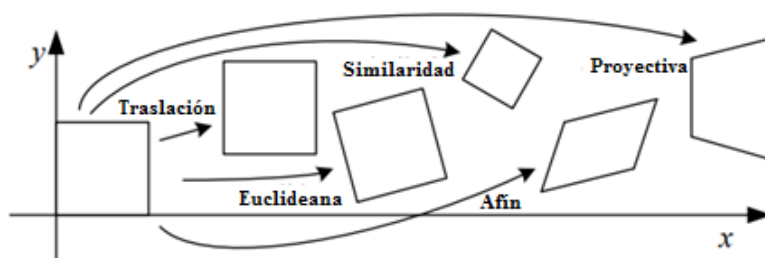 y
Similaridad
Proyectiva
Traslación
Euclideana
Afín
x